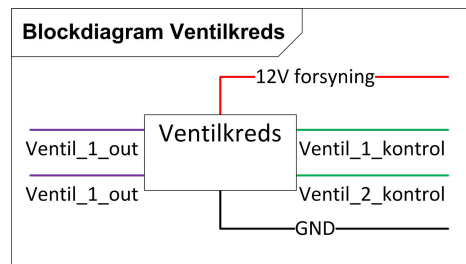 Blockdiagram Ventilkreds
12V forsyning
Ventilkreds
Ventil_1_out
Ventil_1_kontrol
Ventil_1_out
Ventil_2_kontrol
GND